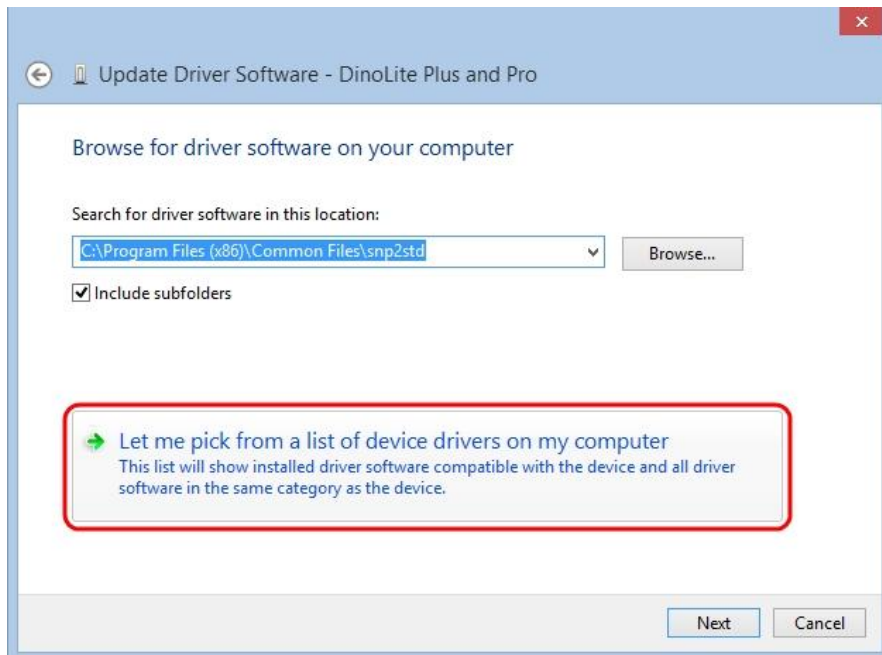 Update Driver Software - DinoLite Plus and Pro
Browse for driver software on your computer
Search for driver software in this location:
C:\Program Files (x86)\Common Files\snp2std
Browse...
Include subfolders
Let me pick from a list of device drivers on my computer
This list will show installed driver software compatible with the device and all driver
software in the same category as the device.
Next
Cancel